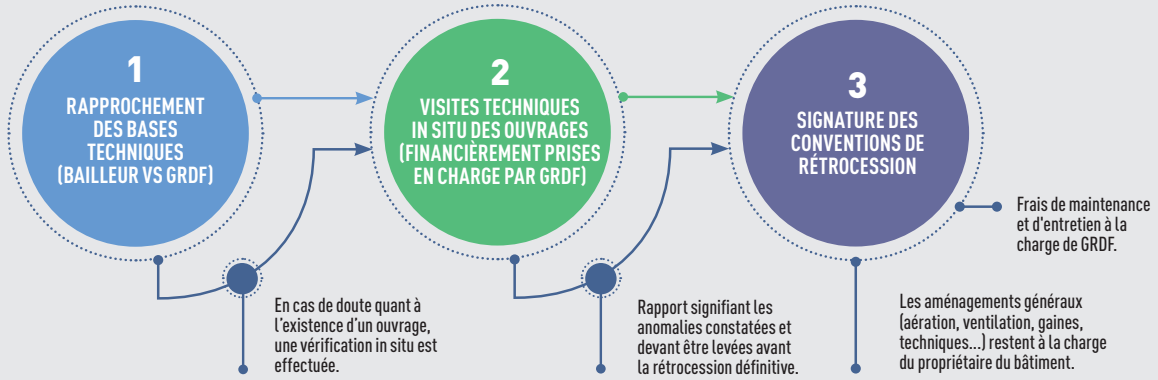 1
RAPPROCHEMENT
DES BASES
TECHNIQUES
(BAILLEUR VS GRDF)
En cas de doute quant à
l'existence d'un ouvrage,
une vérification in situ est
effectuée.
2
VISITES TECHNIQUES
IN SITU DES OUVRAGES
(FINANCIÈREMENT PRISES
EN CHARGE PAR GRDF)
Rapport signifiant les
anomalies constatées et
devant être levées avant
la rétrocession définitive.
3
SIGNATURE DES
CONVENTIONS DE
RÉTROCESSION
Frais de maintenance
et d'entretien à la
charge de GRDF.
Les aménagements généraux
(aération, ventilation, gaines,
techniques...) restent à la charge
du propriétaire du bâtiment.